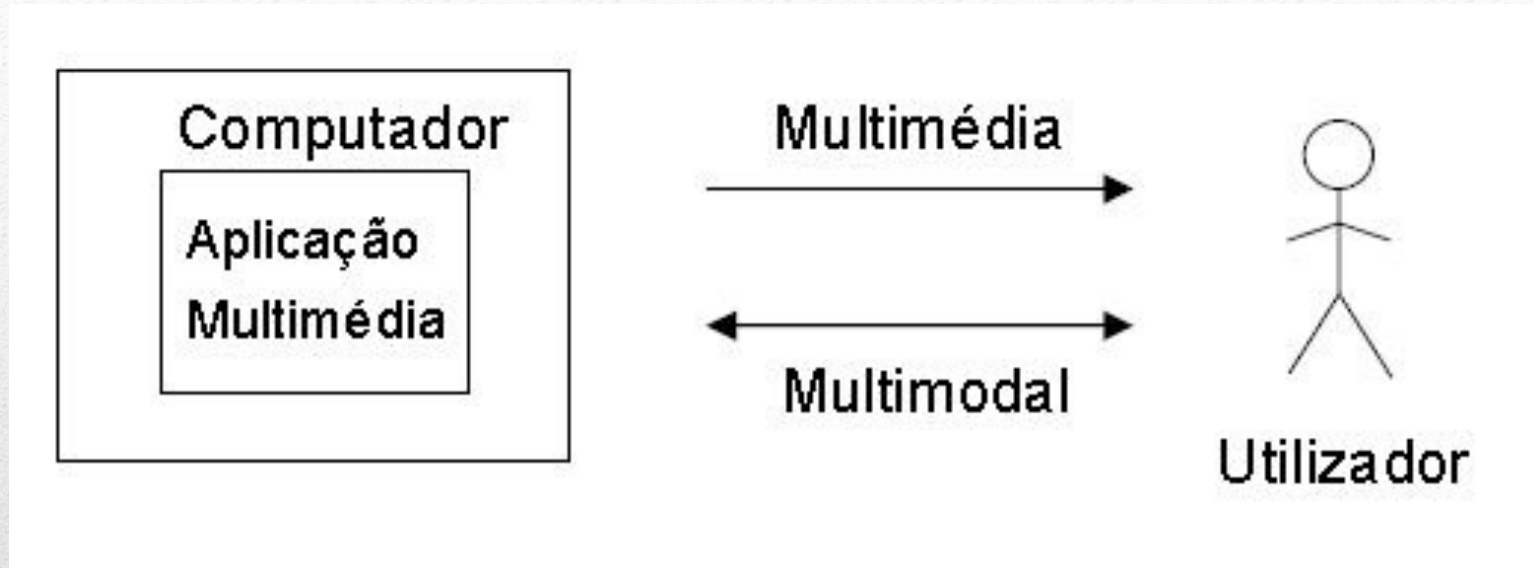 Computador
Aplicação
Multimédia
Multimédia
Multimodal
Utilizador